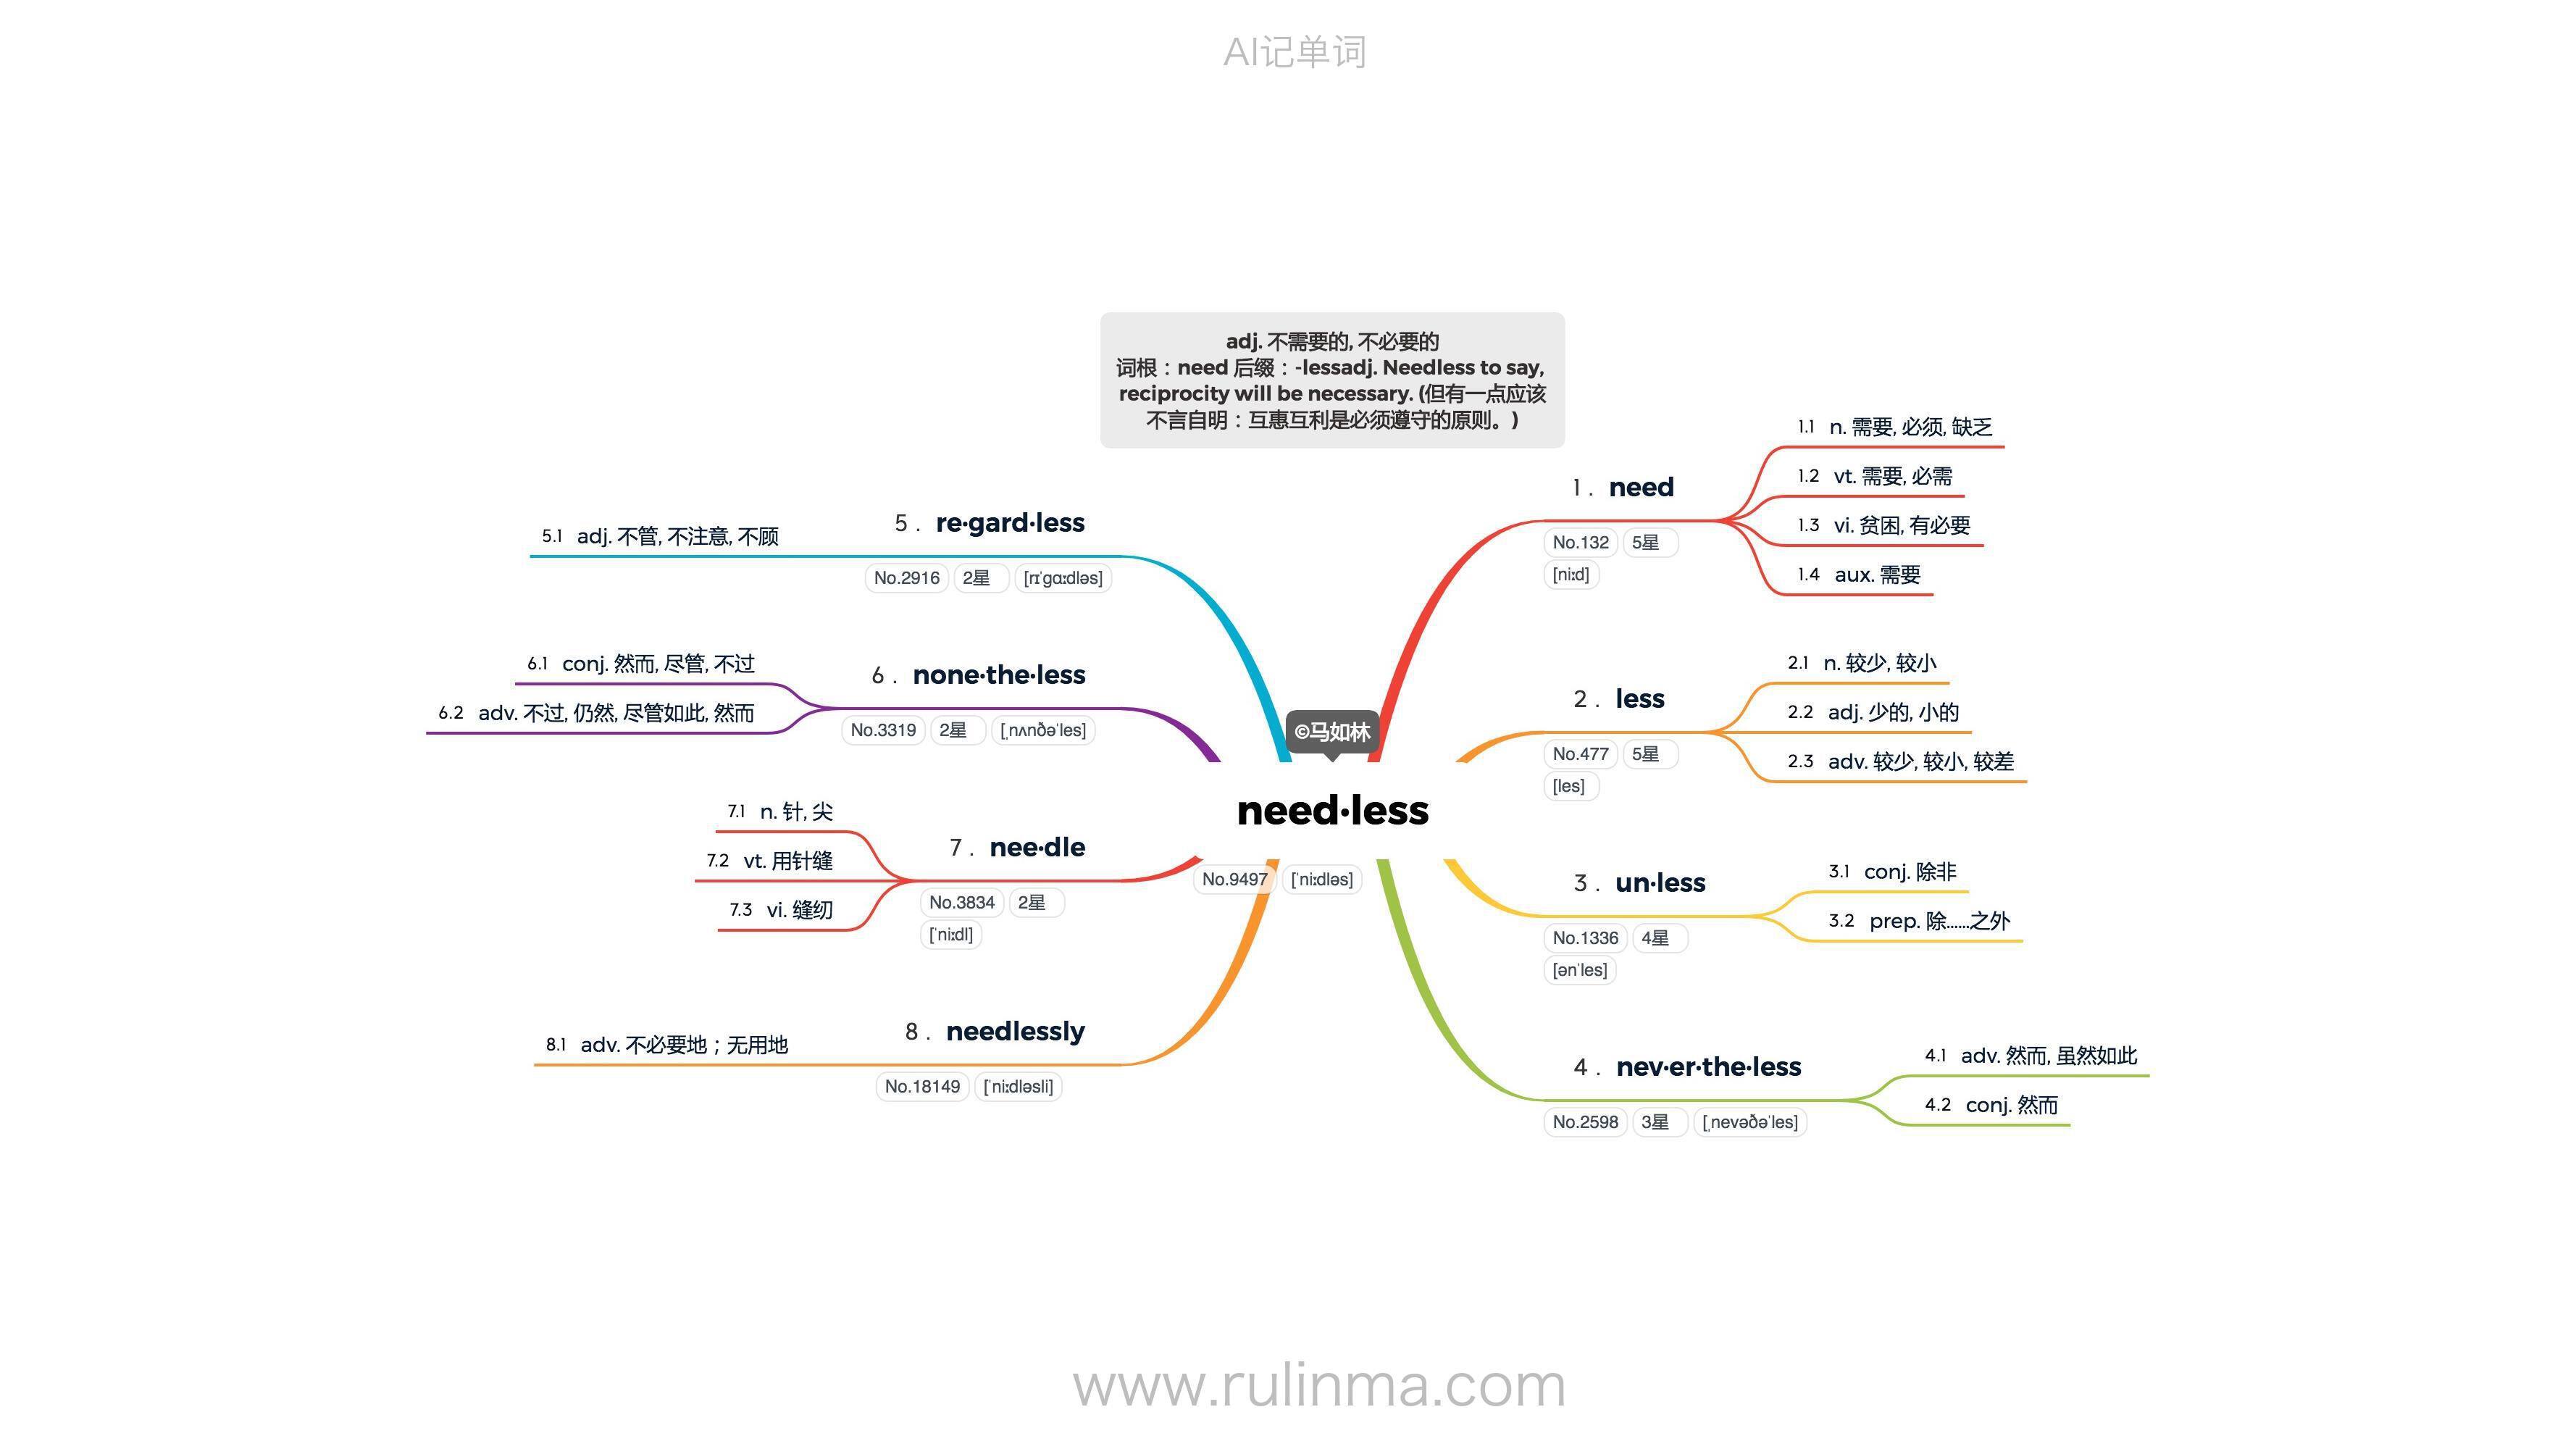 AI记单词
adj. 不需要的, 不必要的
词根：need 后缀：-lessadj. Needless to say,
reciprocity will be necessary. (但有一点应该
不言自明：互惠互利是必须遵守的原则。)
©马如林
need·less
No.9497 [ˈniːdləs]
1 . need
No.132 5星
[niːd]
1.1 n. 需要, 必须, 缺乏
1.2 vt. 需要, 必需
1.3 vi. 贫困, 有必要
1.4 aux. 需要
2 . less
No.477 5星
[les]
2.1 n. 较少, 较小
2.2 adj. 少的, 小的
2.3 adv. 较少, 较小, 较差
3 . un·less
No.1336 4星
[ənˈles]
3.1 conj. 除非
3.2 prep. 除……之外
4 . nev·er·the·less
No.2598 3星 [ˌnevəðəˈles]
4.1 adv. 然而, 虽然如此
4.2 conj. 然而
5 . re·gard·less
No.2916 2星 [rɪˈɡɑːdləs]
5.1 adj. 不管, 不注意, 不顾
6 . none·the·less
No.3319 2星 [ˌnʌnðəˈles]
6.1 conj. 然而, 尽管, 不过
6.2 adv. 不过, 仍然, 尽管如此, 然而
7 . nee·dle
No.3834 2星
[ˈniːdl]
7.1 n. 针, 尖
7.2 vt. 用针缝
7.3 vi. 缝纫
8 . needlessly
No.18149 [ˈniːdləsli]
8.1 adv. 不必要地；无用地
www.rulinma.com